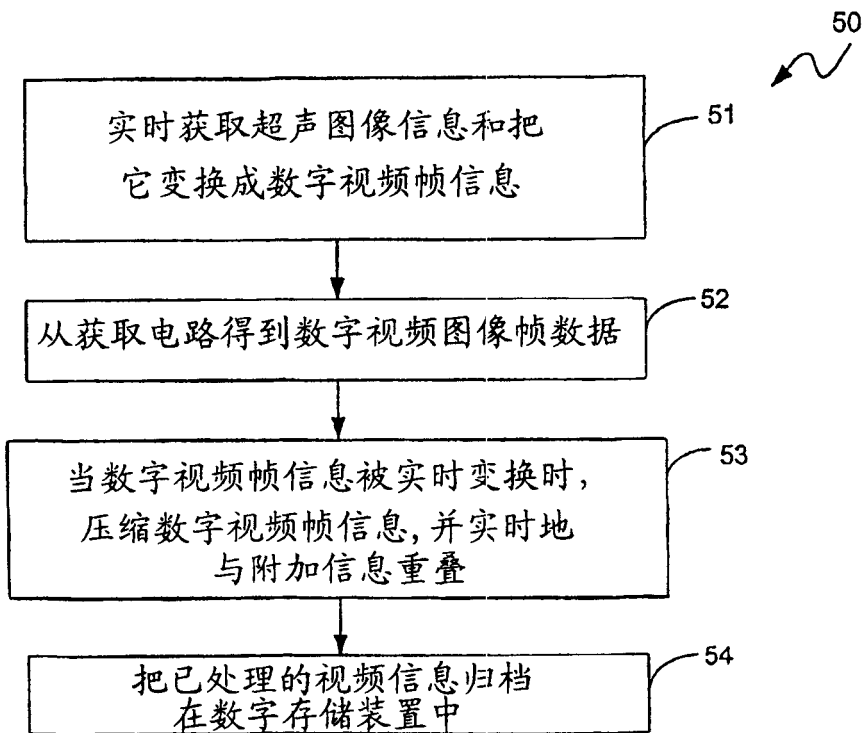 50
实时获取超声图像信息和把
它变换成数字视频帧信息
51
从获取电路得到数字视频图像帧数据
52
当数字视频帧信息被实时变换时,
压缩数字视频帧信息,并实时地
与附加信息重叠
53
把已处理的视频信息归档
在数字存储装置中
54